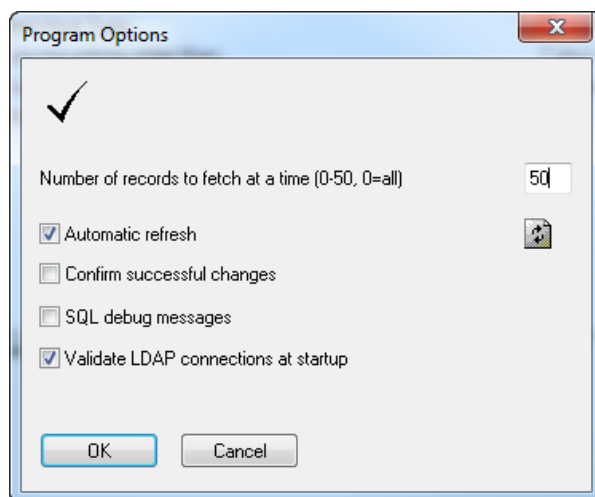 Program Options
Number of records to fetch at a time (0-50, 0=all) 50
Automatic refresh
Confirm successful changes
SQL debug messages
Validate LDAP connections at startup
OK Cancel